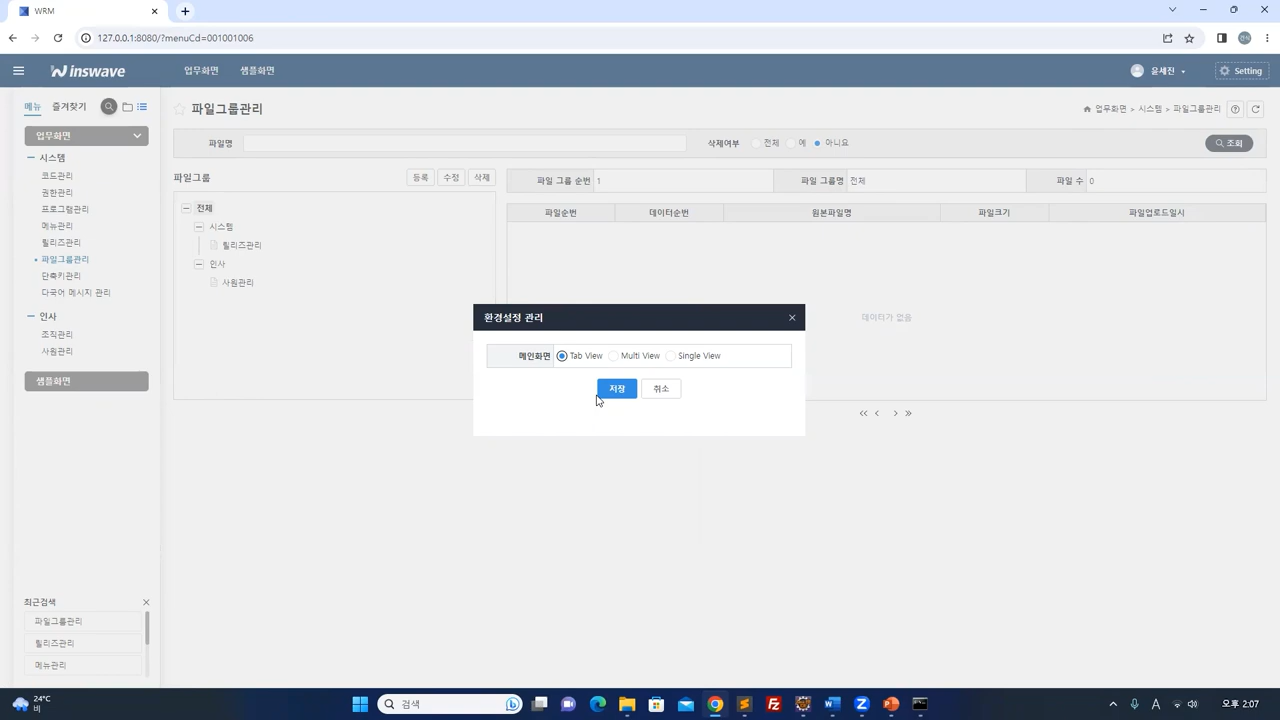 WRM
127.0.0.1:8080/?menuCd=001001006
inswave
업무화면
샘플화면
윤세진
Setting
메뉴
즐겨찾기
업무화면
시스템
코드관리
권한관리
프로그램관리
메뉴관리
릴리즈관리
파일그룹관리
단축키관리
다국어 메시지 관리
인사
조직관리
사원관리
샘플화면
최근검색
파일그룹관리
릴리즈관리
메뉴관리
파일그룹관리
업무화면 > 시스템 > 파일그룹관리
파일명
삭제여부 전체 예 아니요
조회
파일그룹
등록 수정 삭제
전체
시스템
릴리즈관리
인사
사원관리
파일 그룹 순번 1 파일 그룹명 전체 파일 수 0
파일순번 데이터순번 원본파일명 파일크기 파일업로드일시
데이터가 없음
환경설정 관리
메인화면 Tab View Multi View Single View
저장 취소
24°C
비
검색
A
오후 2:07